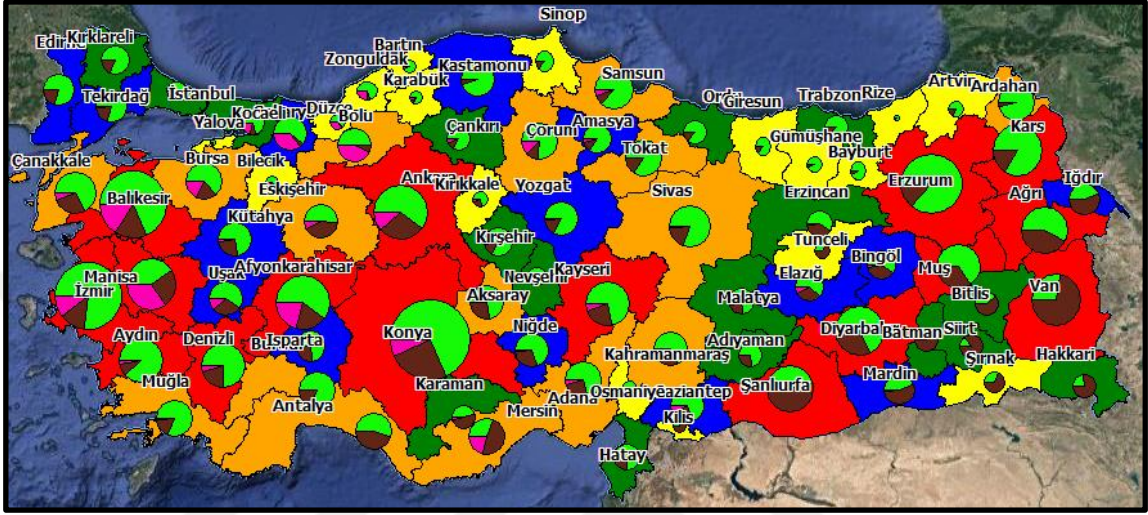 Sinop
Edirne
Kırklareli
Bartın
Zonguldak
Kastamonu
Karabük
Samsun
Artvin
Ardahan
Tekirdağ
İstanbul
Kocaeli
Düzce
Bolu
Ordu
Giresun
Trabzon
Rize
Yalova
Çankırı
Çorum
Amasya
Gümüşhane
Kars
Bayburt
Çanakkale
Bursa
Bilecik
Tokat
Balıkesir
Eskişehir
Ankara
Kırıkkale
Yozgat
Sivas
Erzincan
Erzurum
Ağrı
Iğdır
Kütahya
Kırşehir
Tunceli
Manisa
Uşak
Afyonkarahisar
Nevşehir
Kayseri
Elazığ
Bingöl
Muş
Bitlis
Van
İzmir
Aksaray
Malatya
Aydın
Denizli
Isparta
Konya
Niğde
Adıyaman
Diyarbakır
Batman
Siirt
Şırnak
Hakkari
Muğla
Karaman
Kahramanmaraş
Antalya
Mersin
Adana
Osmaniye
Gaziantep
Şanlıurfa
Mardin
Kilis
Hatay